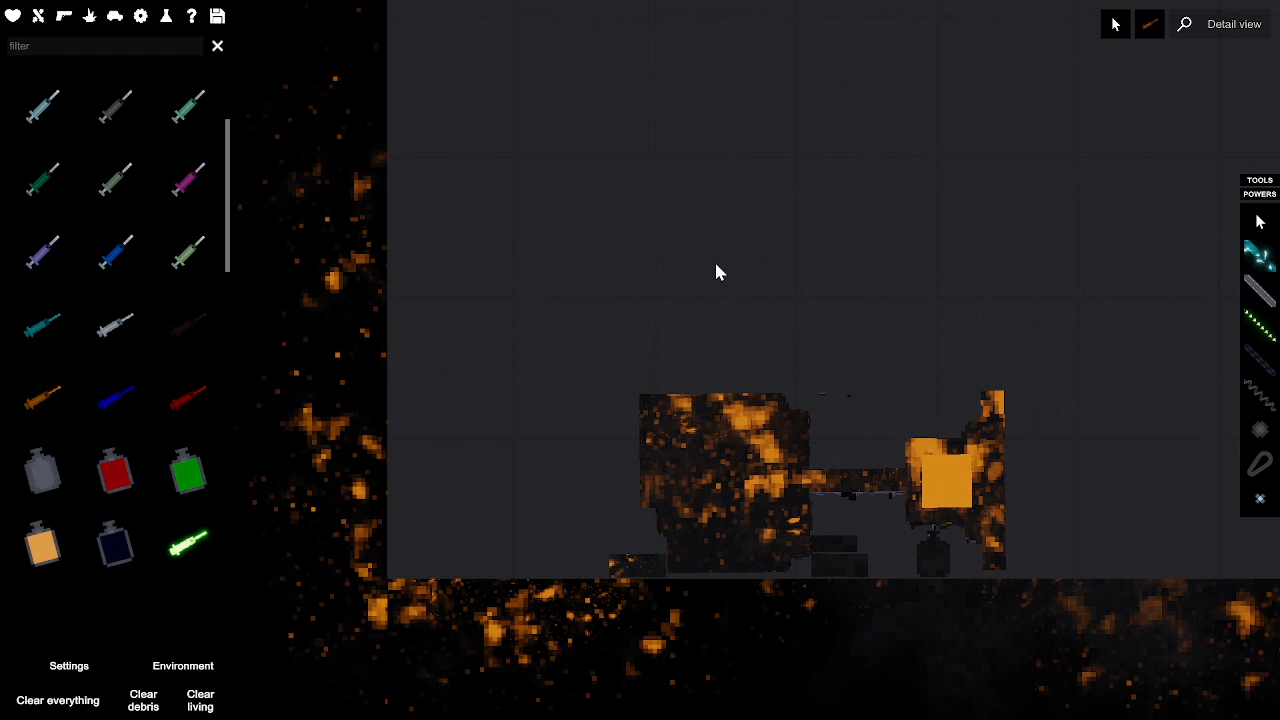 filter
Detail view
TOOLS
POWERS
Settings
Environment
Clear everything
Clear
debris
Clear
living